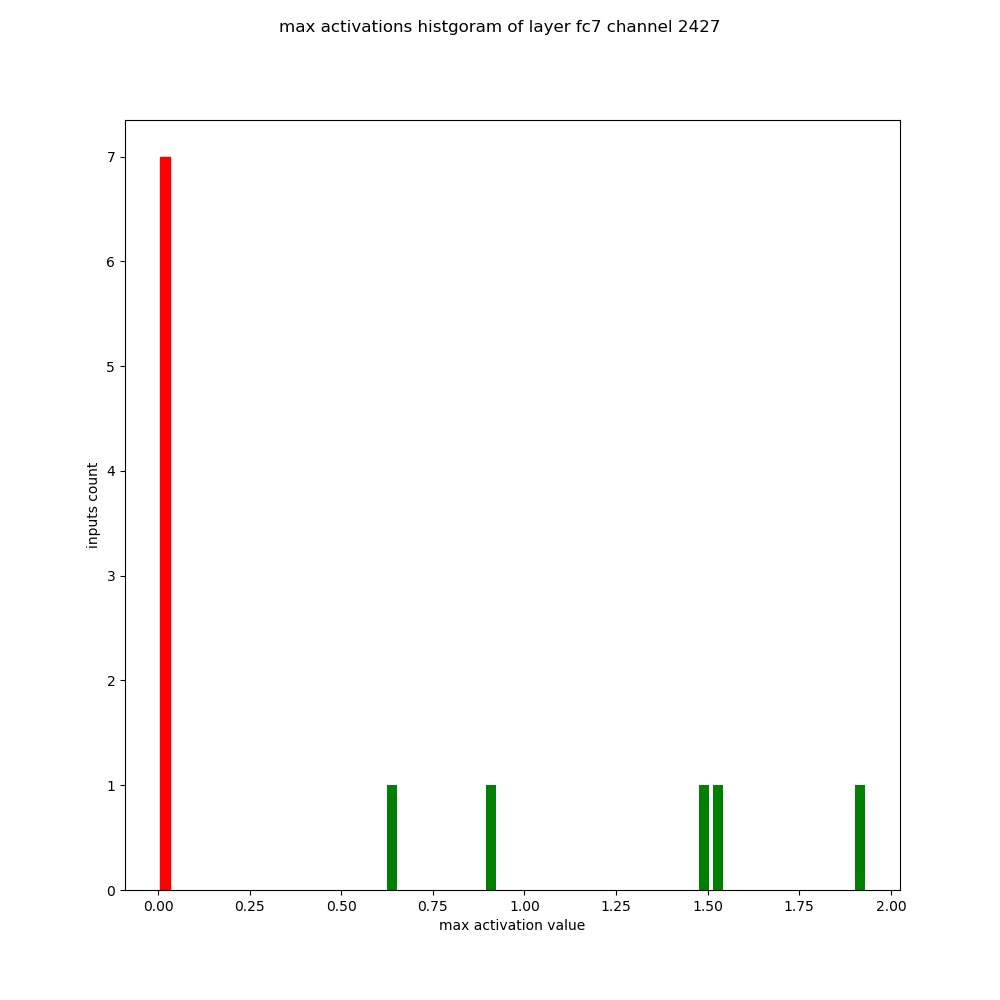 max activations histgoram of layer fc7 channel 2427
7
6
5
4
3
2
1
0
inputs count
0.00 0.25 0.50 0.75 1.00 1.25 1.50 1.75 2.00
max activation value